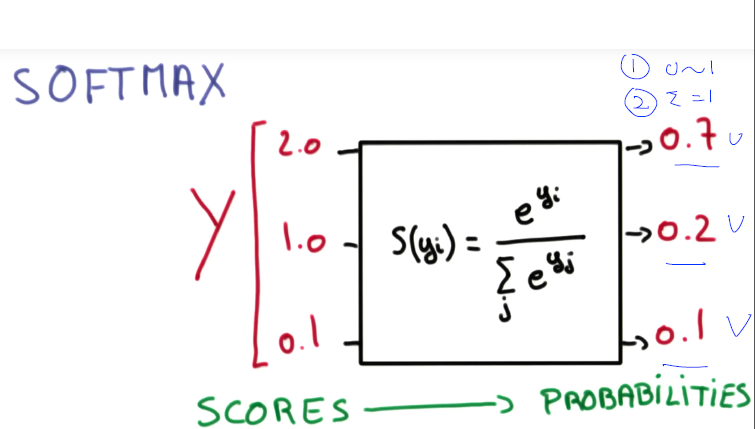 ① 0~1
SOFTMAX
② Σ=1
2.0 → 0.7
Y 1.0 S(yᵢ) = e^{yᵢ} / Σⱼ e^{yⱼ} → 0.2
0.1 → 0.1
SCORES → PROBABILITIES